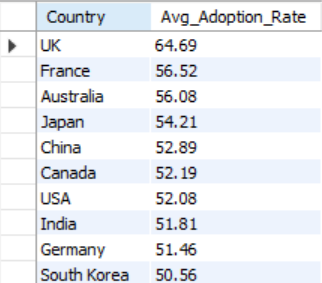 Country Avg_Adoption_Rate
UK 64.69
France 56.52
Australia 56.08
Japan 54.21
China 52.89
Canada 52.19
USA 52.08
India 51.81
Germany 51.46
South Korea 50.56